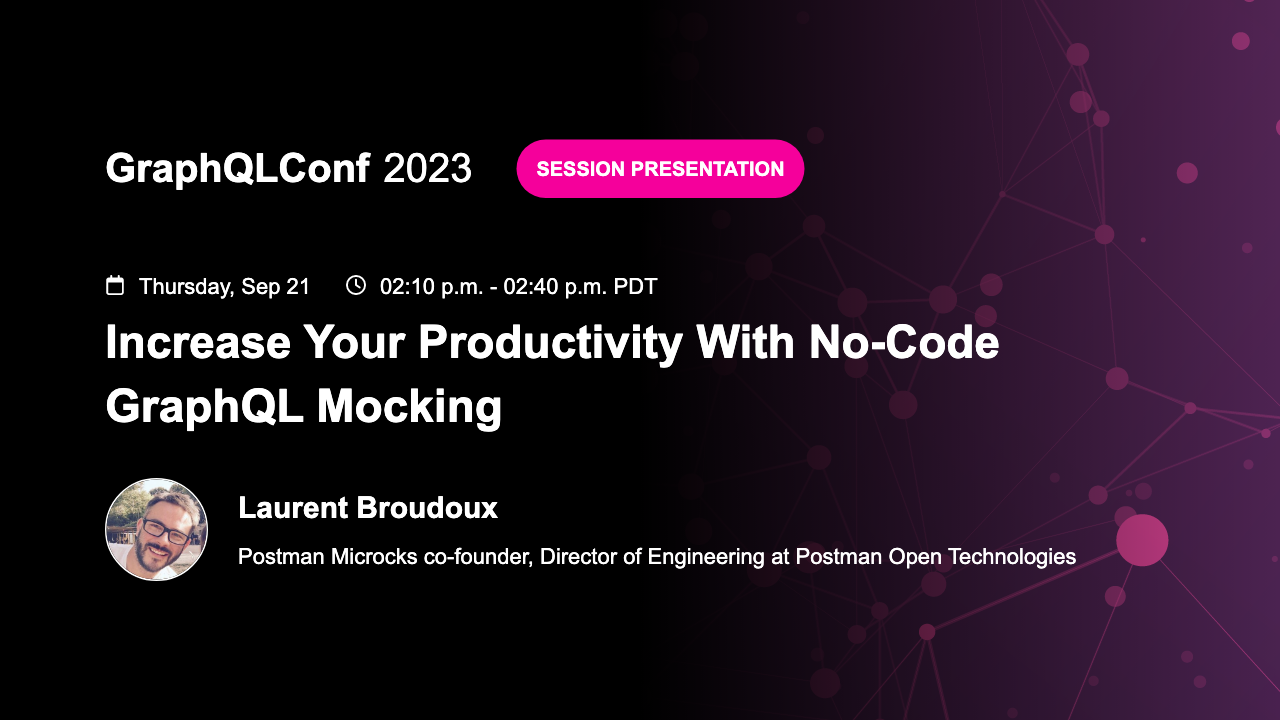 GraphQLConf 2023
SESSION PRESENTATION
Thursday, Sep 21
02:10 p.m. - 02:40 p.m. PDT
Increase Your Productivity With No-Code
GraphQL Mocking
Laurent Broudoux
Postman Microcks co-founder, Director of Engineering at Postman Open Technologies